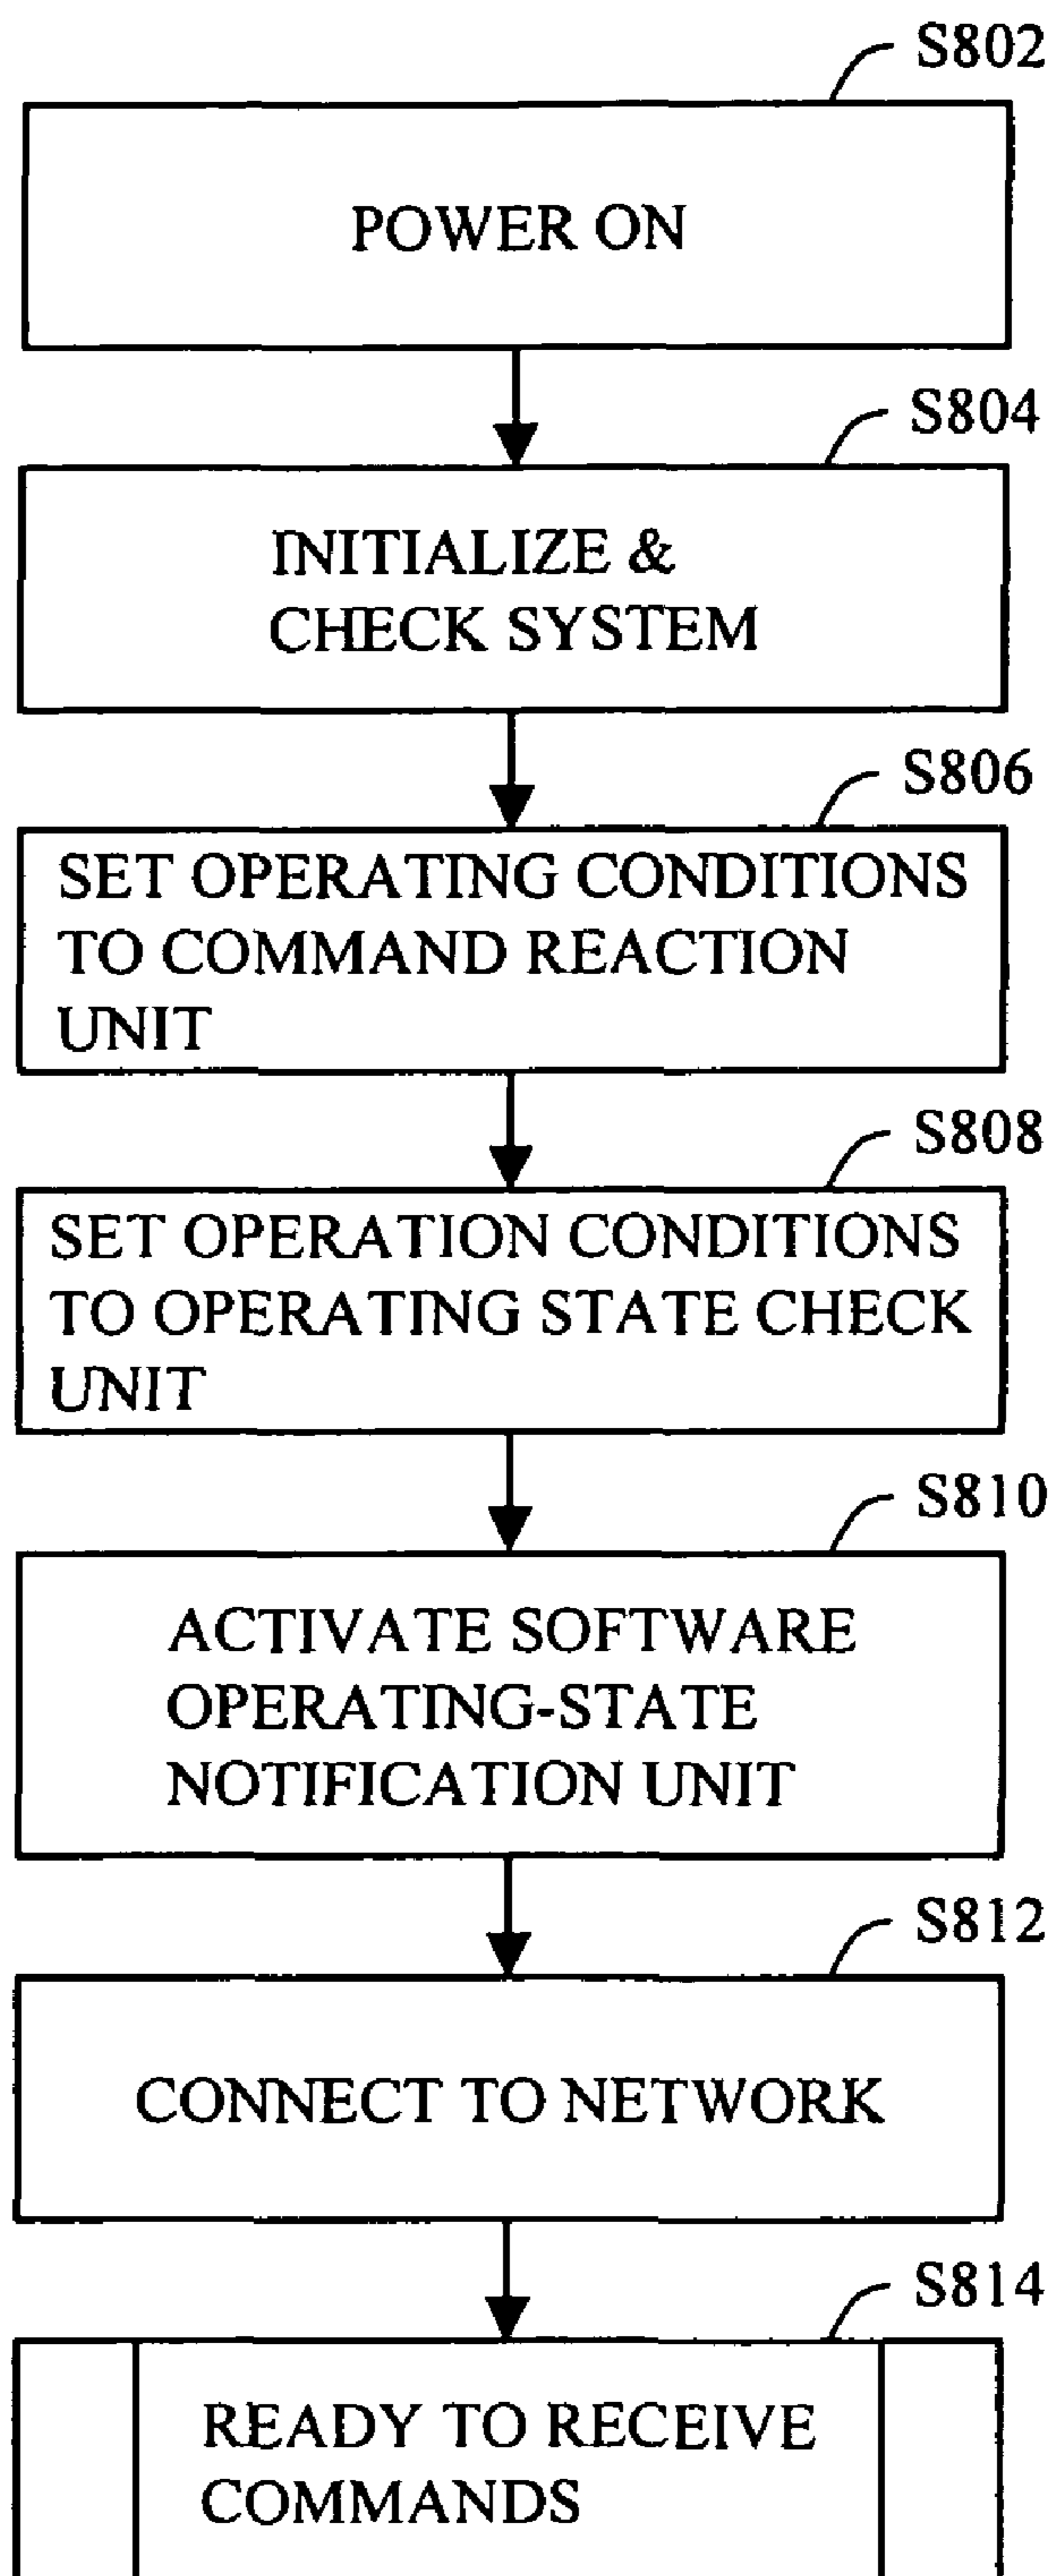 S802
POWER ON
S804
INITIALIZE &
CHECK SYSTEM
S806
SET OPERATING CONDITIONS
TO COMMAND REACTION
UNIT
S808
SET OPERATION CONDITIONS
TO OPERATING STATE CHECK
UNIT
S810
ACTIVATE SOFTWARE
OPERATING-STATE
NOTIFICATION UNIT
S812
CONNECT TO NETWORK
S814
READY TO RECEIVE
COMMANDS